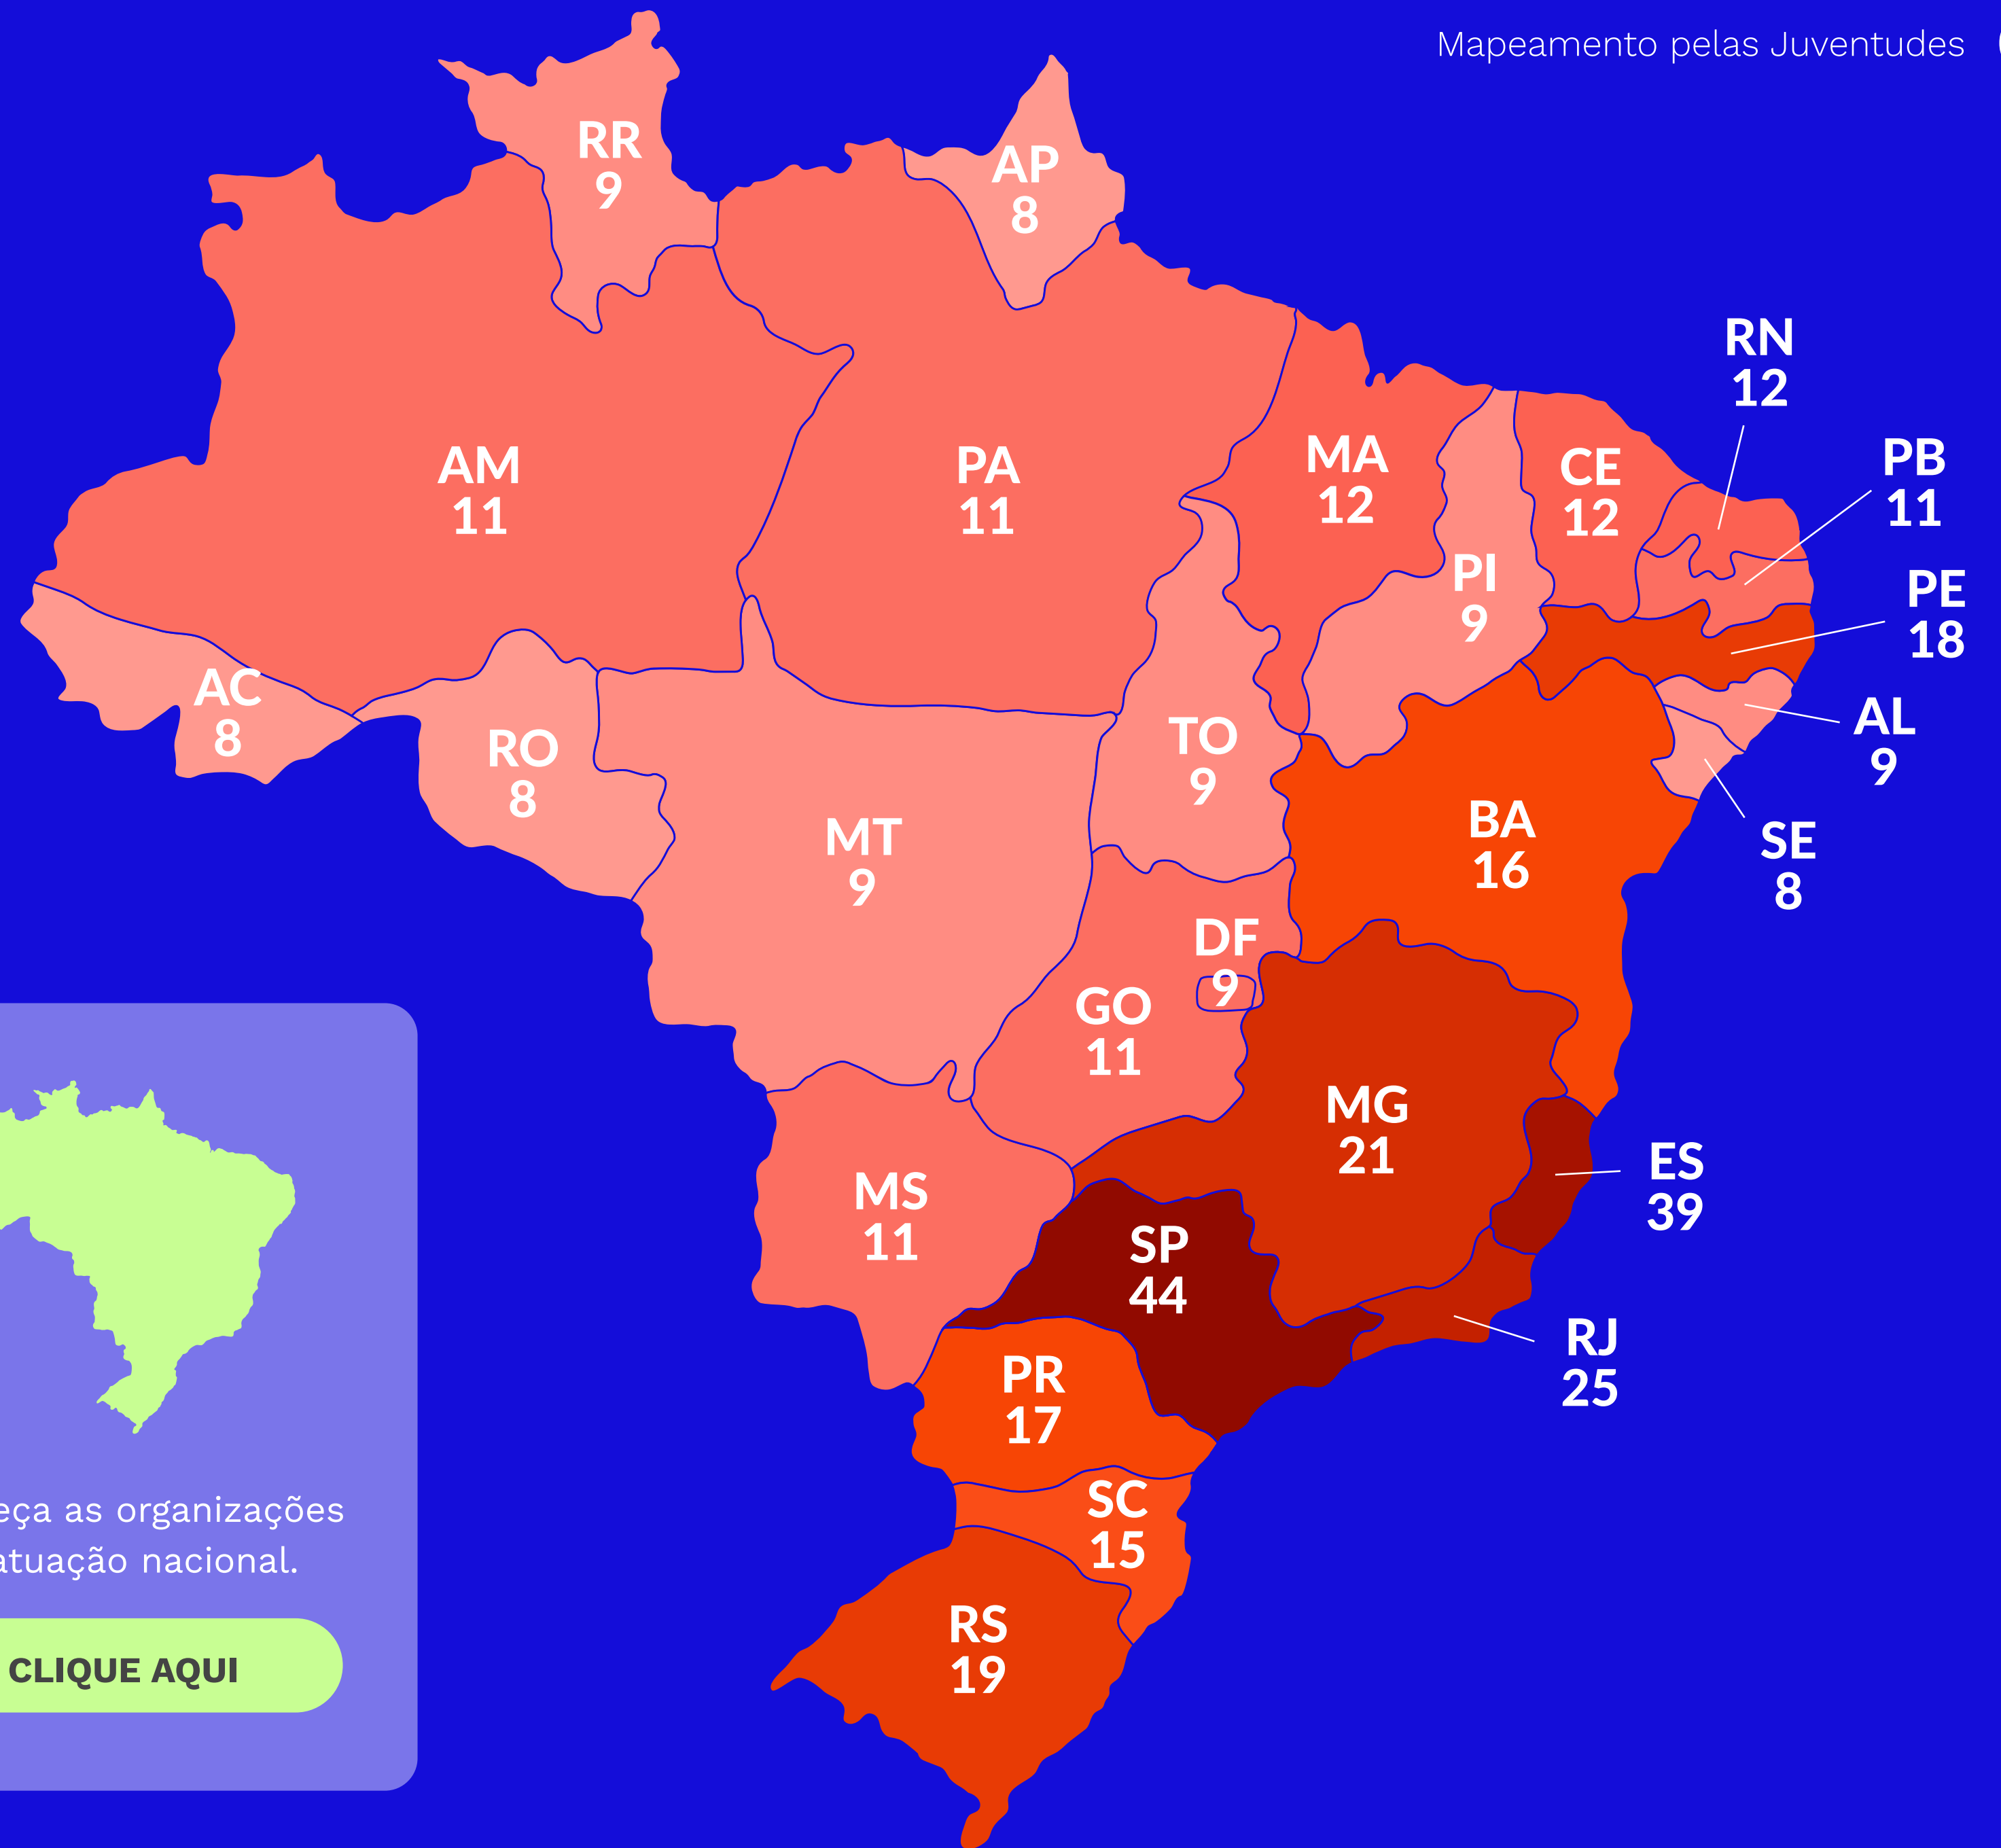 Mapeamento pelas Juventudes
RR
9
AP
8
RN
12
AM
11
PA
11
MA
12
CE
12
PB
11
PI
9
PE
18
AC
8
RO
8
TO
9
AL
9
MT
9
BA
16
SE
8
DF
9
GO
11
MG
21
ES
39
MS
11
SP
44
RJ
25
PR
17
SC
15
RS
19
as organizações
nacional.
CLIQUE AQUI